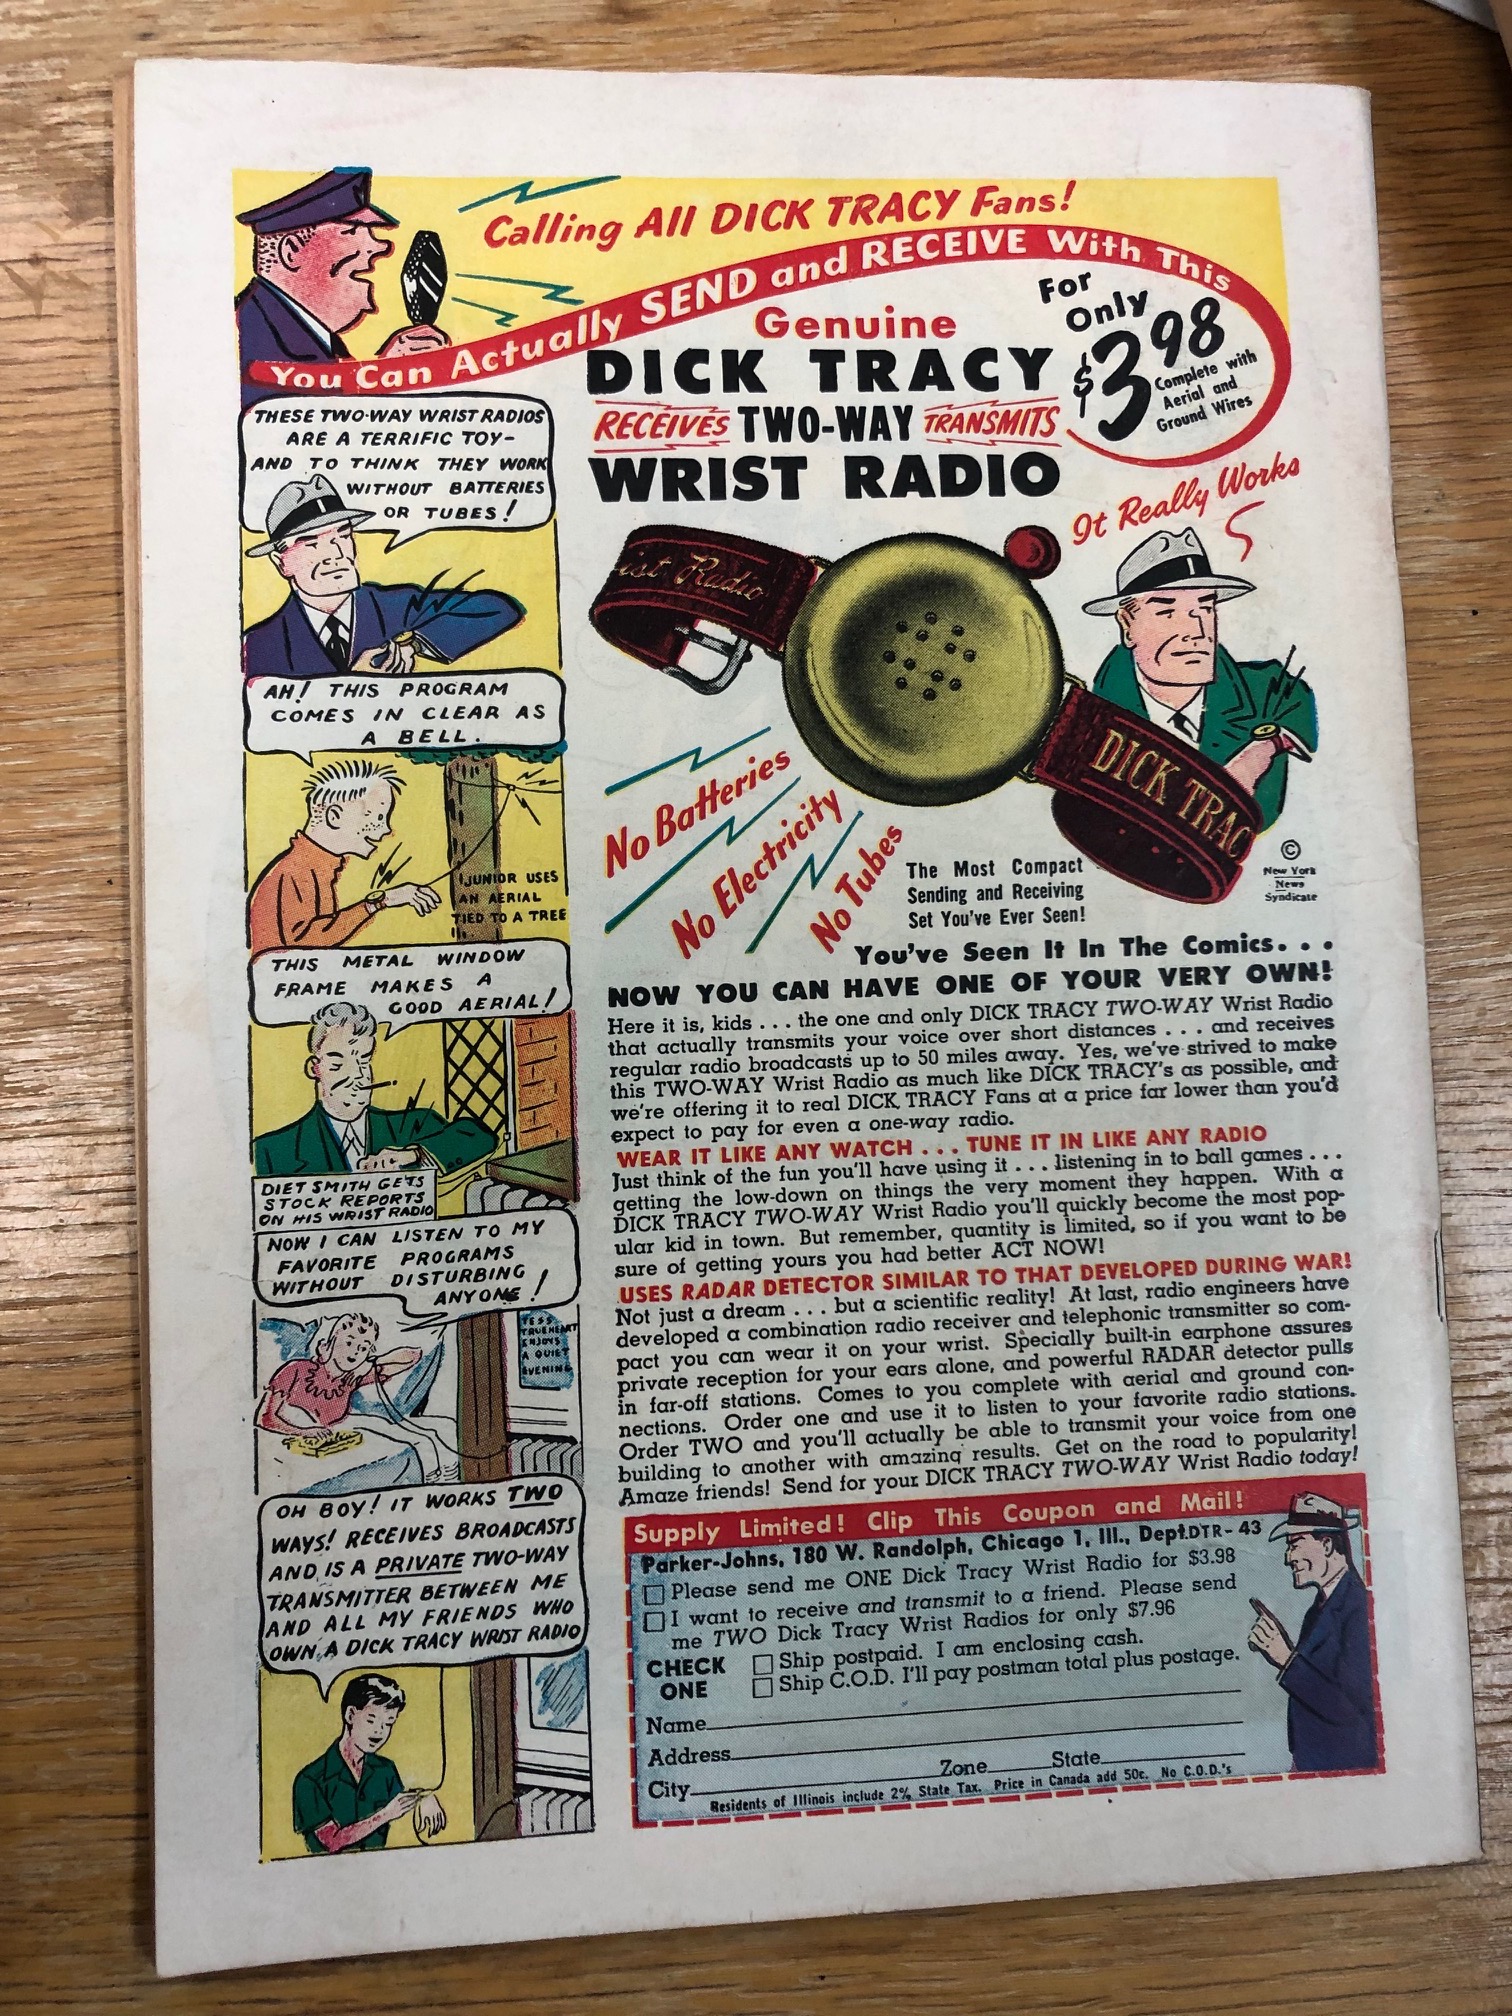 Calling All DICK TRACY Fans!
You Can Actually SEND and RECEIVE With This
Genuine
DICK TRACY
RECEIVES TWO-WAY TRANSMITS
WRIST RADIO
For
Only
$3.98
Complete with
Aerial and
Ground Wires
It Really Works
THESE TWO-WAY WRIST RADIOS
ARE A TERRIFIC TOY-
AND TO THINK THEY WORK
WITHOUT BATTERIES
OR TUBES!
AH! THIS PROGRAM
COMES IN CLEAR AS
A BELL.
JUNIOR USES
AN AERIAL
TIED TO A TREE
THIS METAL WINDOW
FRAME MAKES A
GOOD AERIAL!
DIET SMITH GETS
STOCK REPORTS
ON HIS WRIST RADIO
NOW I CAN LISTEN TO MY
FAVORITE PROGRAMS
WITHOUT DISTURBING
ANYONE!
TESS
TRUEHEART
ENJOYS
A QUIET
EVENING
OH BOY! IT WORKS TWO
WAYS! RECEIVES BROADCASTS
AND IS A PRIVATE TWO-WAY
TRANSMITTER BETWEEN ME
AND ALL MY FRIENDS WHO
OWN A DICK TRACY WRIST RADIO
ist Radio
DICK TRAC
No Batteries
No Electricity
No Tubes
©
New York
News
Syndicate
The Most Compact
Sending and Receiving
Set You've Ever Seen!
You've Seen It In The Comics...
NOW YOU CAN HAVE ONE OF YOUR VERY OWN!
Here it is, kids . . . the one and only DICK TRACY TWO-WAY Wrist Radio
that actually transmits your voice over short distances . . . and receives
regular radio broadcasts up to 50 miles away. Yes, we've strived to make
this TWO-WAY Wrist Radio as much like DICK TRACY's as possible, and
we're offering it to real DICK TRACY Fans at a price far lower than you'd
expect to pay for even a one-way radio.
WEAR IT LIKE ANY WATCH . . . TUNE IT IN LIKE ANY RADIO
Just think of the fun you'll have using it . . . listening in to ball games . . .
getting the low-down on things the very moment they happen. With a
DICK TRACY TWO-WAY Wrist Radio you'll quickly become the most pop-
ular kid in town. But remember, quantity is limited, so if you want to be
sure of getting yours you had better ACT NOW!
USES RADAR DETECTOR SIMILAR TO THAT DEVELOPED DURING WAR!
Not just a dream . . . but a scientific reality! At last, radio engineers have
developed a combination radio receiver and telephonic transmitter so com-
pact you can wear it on your wrist. Specially built-in earphone assures
private reception for your ears alone, and powerful RADAR detector pulls
in far-off stations. Comes to you complete with aerial and ground con-
nections. Order one and use it to listen to your favorite radio stations.
Order TWO and you'll actually be able to transmit your voice from one
building to another with amazing results. Get on the road to popularity!
Amaze friends! Send for your DICK TRACY TWO-WAY Wrist Radio today!
Supply Limited! Clip This Coupon and Mail!
Parker-Johns, 180 W. Randolph, Chicago 1, Ill., Dept.DTR-43
Please send me ONE Dick Tracy Wrist Radio for $3.98
I want to receive and transmit to a friend. Please send
me TWO Dick Tracy Wrist Radios for only $7.96
CHECK
ONE
Ship postpaid. I am enclosing cash.
Ship C.O.D. I'll pay postman total plus postage.
Name
Address
City Zone State
Residents of Illinois include 2% State Tax. Price in Canada add 50c. No C.O.D.'s